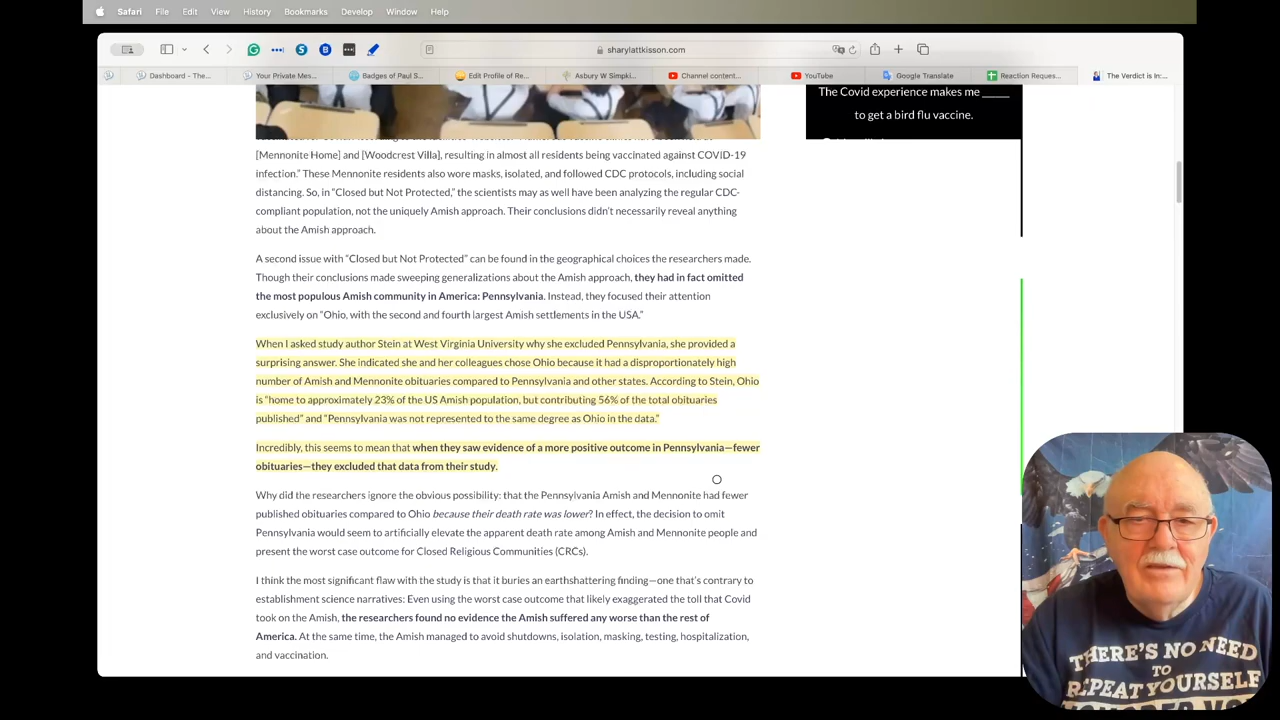 Safari File Edit View History Bookmarks Develop Window Help
sharylattkisson.com
Dashboard - The... Your Private Mes... Badges of Paul S... Edit Profile of Re... Asbury W Simpki... Channel content... YouTube Google Translate Reaction Reques... The Verdict is In:...
The Covid experience makes me _____
to get a bird flu vaccine.
[Mennonite Home] and [Woodcrest Villa], resulting in almost all residents being vaccinated against COVID-19
infection.” These Mennonite residents also wore masks, isolated, and followed CDC protocols, including social
distancing. So, in “Closed but Not Protected,” the scientists may as well have been analyzing the regular CDC-
compliant population, not the uniquely Amish approach. Their conclusions didn’t necessarily reveal anything
about the Amish approach.
A second issue with “Closed but Not Protected” can be found in the geographical choices the researchers made.
Though their conclusions made sweeping generalizations about the Amish approach, they had in fact omitted
the most populous Amish community in America: Pennsylvania. Instead, they focused their attention
exclusively on “Ohio, with the second and fourth largest Amish settlements in the USA.”
When I asked study author Stein at West Virginia University why she excluded Pennsylvania, she provided a
surprising answer. She indicated she and her colleagues chose Ohio because it had a disproportionately high
number of Amish and Mennonite obituaries compared to Pennsylvania and other states. According to Stein, Ohio
is “home to approximately 23% of the US Amish population, but contributing 56% of the total obituaries
published” and “Pennsylvania was not represented to the same degree as Ohio in the data.”
Incredibly, this seems to mean that when they saw evidence of a more positive outcome in Pennsylvania—fewer
obituaries—they excluded that data from their study.
Why did the researchers ignore the obvious possibility: that the Pennsylvania Amish and Mennonite had fewer
published obituaries compared to Ohio because their death rate was lower? In effect, the decision to omit
Pennsylvania would seem to artificially elevate the apparent death rate among Amish and Mennonite people and
present the worst case outcome for Closed Religious Communities (CRCs).
I think the most significant flaw with the study is that it buries an earthshattering finding—one that’s contrary to
establishment science narratives: Even using the worst case outcome that likely exaggerated the toll that Covid
took on the Amish, the researchers found no evidence the Amish suffered any worse than the rest of
America. At the same time, the Amish managed to avoid shutdowns, isolation, masking, testing, hospitalization,
and vaccination.
THERE'S NO NEED
TO
REPEAT YOURSELF